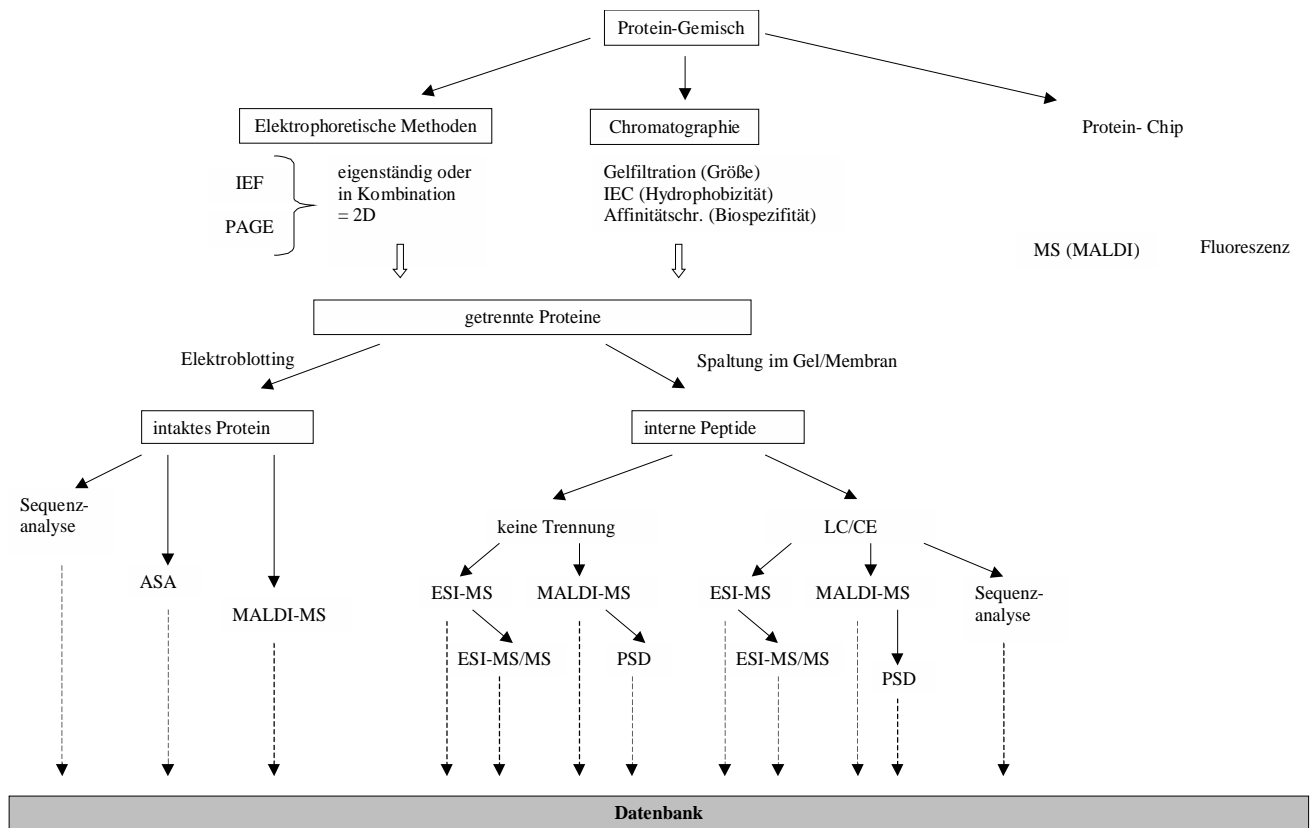 Protein-Gemisch
Elektrophoretische Methoden
Chromatographie
Protein- Chip
IEF
PAGE
eigenständig oder
in Kombination
= 2D
Gelfiltration (Größe)
IEC (Hydrophobizität)
Affinitätschr. (Biospezifität)
MS (MALDI)
Fluoreszenz
getrennte Proteine
Elektroblotting
Spaltung im Gel/Membran
intaktes Protein
interne Peptide
Sequenz-
analyse
ASA
MALDI-MS
keine Trennung
LC/CE
ESI-MS
MALDI-MS
ESI-MS
MALDI-MS
Sequenz-
analyse
ESI-MS/MS
PSD
ESI-MS/MS
PSD
Datenbank